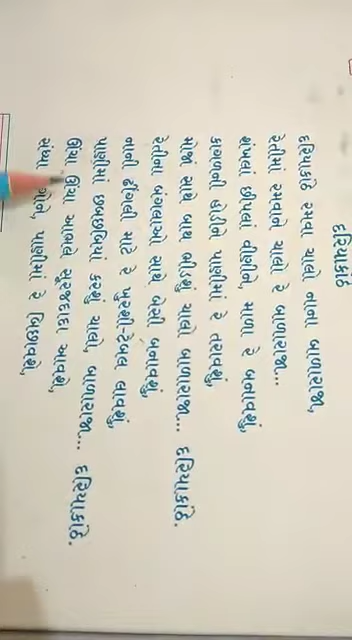 દરિયાકાંઠે
દરિયાકાંઠે રમવા ચાલો નાના બાળારાજા,
રેતીમાં રમવાને ચાલો રે બાળારાજા...
શંખલાં છીપલાં વીણીને માળા રે બનાવશું,
કાગળની હોડીને પાણીમાં રે તરાવશું,
મોજાં સાથે બાથ ભીડશું ચાલો બાળારાજા... દરિયાકાંઠે.
રેતીના બંગલામાં સાથે બેસી બનાવશું,
નાની ઢીંગલી માટે રે ખુરશી-ટેબલ લાવશું,
પાણીમાં છબછબિયાં કરશું ચાલો, બાળારાજા... દરિયાકાંઠે.
ઊંચા ઊંચા આભલે સૂરજદાદા આવશે,
સંધ્યા પાણીમાં રે બિછાવશે,